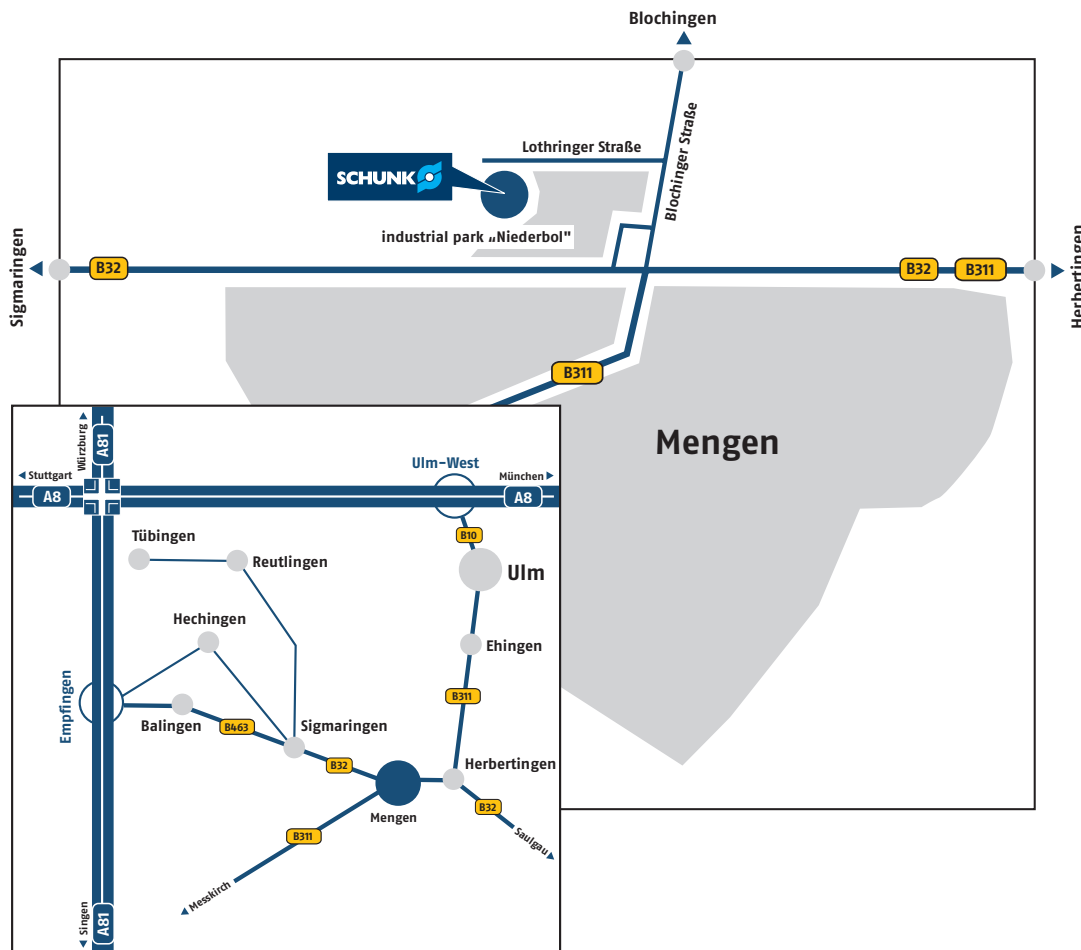 Blochingen
Blochinger Straße
Lothringer Straße
SCHUNK
industrial park „Niederbol"
Sigmaringen
B32
B32
B311
Herbertingen
B311
Mengen
Würzburg
A81
Stuttgart
A8
Ulm-West
München
A8
B10
Tübingen
Reutlingen
Ulm
Hechingen
Ehingen
Empfingen
B311
Balingen
B463
Sigmaringen
B32
Herbertingen
Mengen
B32
B311
Saulgau
Messkirch
Singen
A81